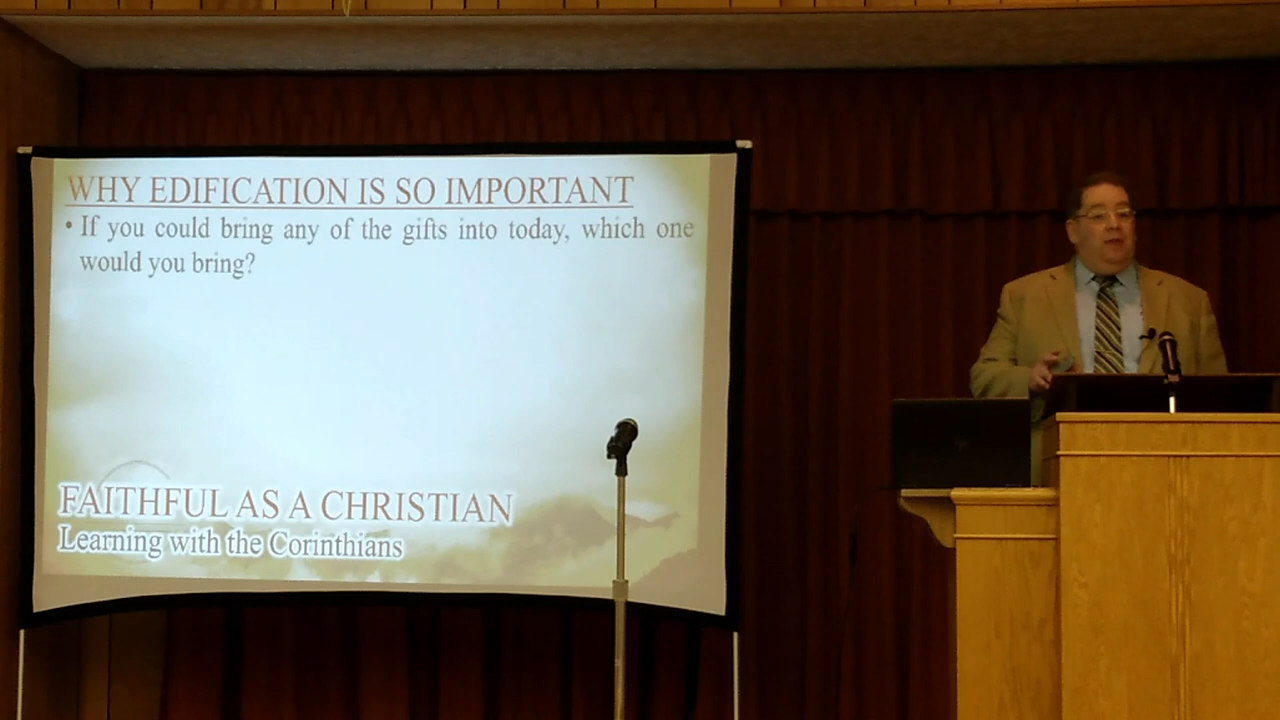 WHY EDIFICATION IS SO IMPORTANT
• If you could bring any of the gifts into today, which one
would you bring?
FAITHFUL AS A CHRISTIAN
Learning with the Corinthians